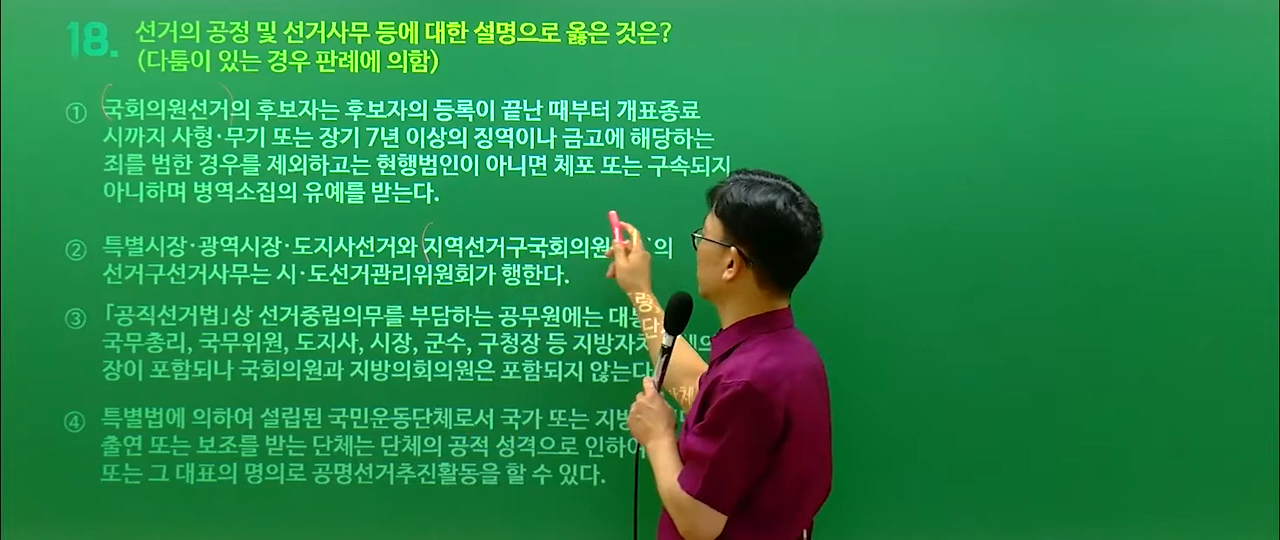 18. 선거의 공정 및 선거사무 등에 대한 설명으로 옳은 것은?
(다툼이 있는 경우 판례에 의함)
① 국회의원선거의 후보자는 후보자의 등록이 끝난 때부터 개표종료
시까지 사형·무기 또는 장기 7년 이상의 징역이나 금고에 해당하는
죄를 범한 경우를 제외하고는 현행범인이 아니면 체포 또는 구속되지
아니하며 병역소집의 유예를 받는다.
② 특별시장·광역시장·도지사선거와 지역선거구국회의원 의
선거구선거사무는 시·도선거관리위원회가 행한다.
③ 「공직선거법」상 선거중립의무를 부담하는 공무원에는
국무총리, 국무위원, 도지사, 시장, 군수, 구청장 등
장이 포함되나 국회의원과 지방의회의원은 포함되지 않는다
④ 특별법에 의하여 설립된 국민운동단체로서 국가 또는
출연 또는 보조를 받는 단체는 단체의 공적 성격으로
또는 그 대표의 명의로 공명선거추진활동을 할 수 있다.